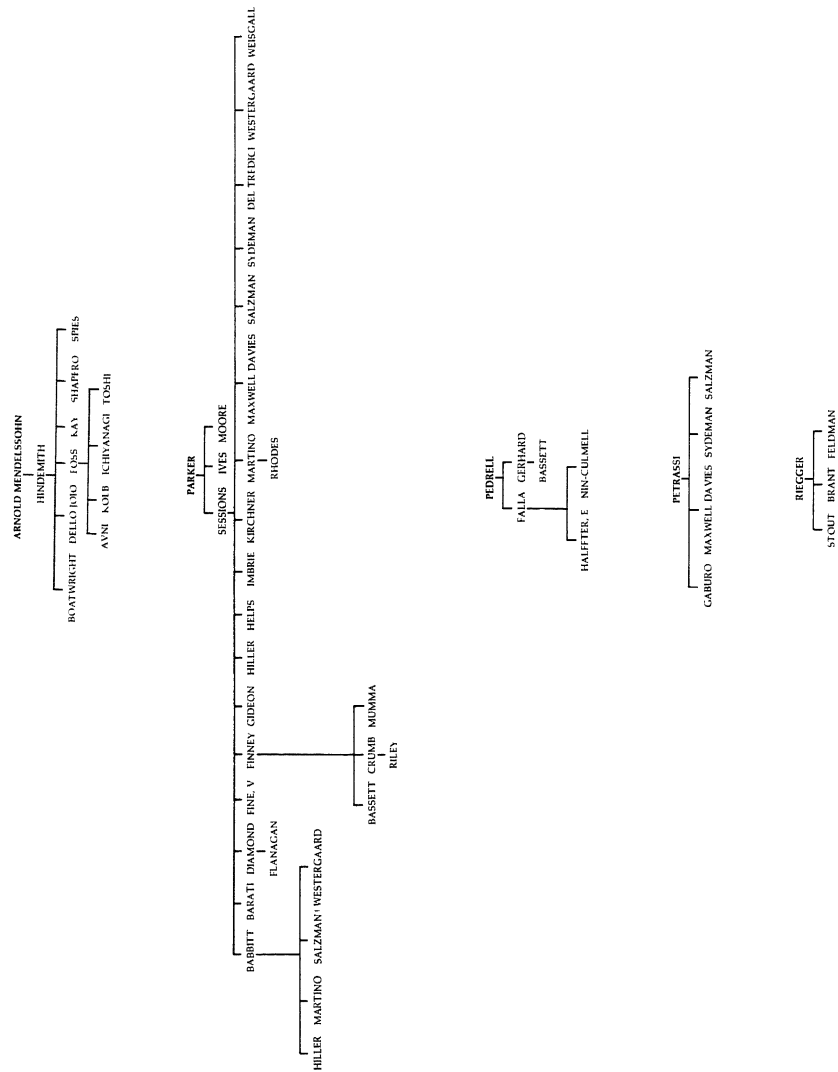 ARNOLD MENDELSSOHN
HINDEMITH
BOATWRIGHT DELLO JOIO FOSS KAY SHAPERO SPIES
AVNI KOLB ICHIYANAGI TOSHI
PARKER
SESSIONS IVES MOORE
BABBITT BARATI DIAMOND FINE, V FINNEY GIDEON HILLER HELPS IMBRIE KIRCHNER MARTINO MAXWELL DAVIES SALZMAN SYDEMAN DEL TREDICI WESTERGAARD WEISGALL
FLANAGAN
RHODES
HILLER MARTINO SALZMAN WESTERGAARD
BASSETT CRUMB MUMMA
RILEY
PEDRELL
FALLA GERHARD
BASSETT
HALFFTER, E NIN-CULMELL
PETRASSI
GABURO MAXWELL DAVIES SYDEMAN SALZMAN
RIEGGER
STOUT BRANT FELDMAN